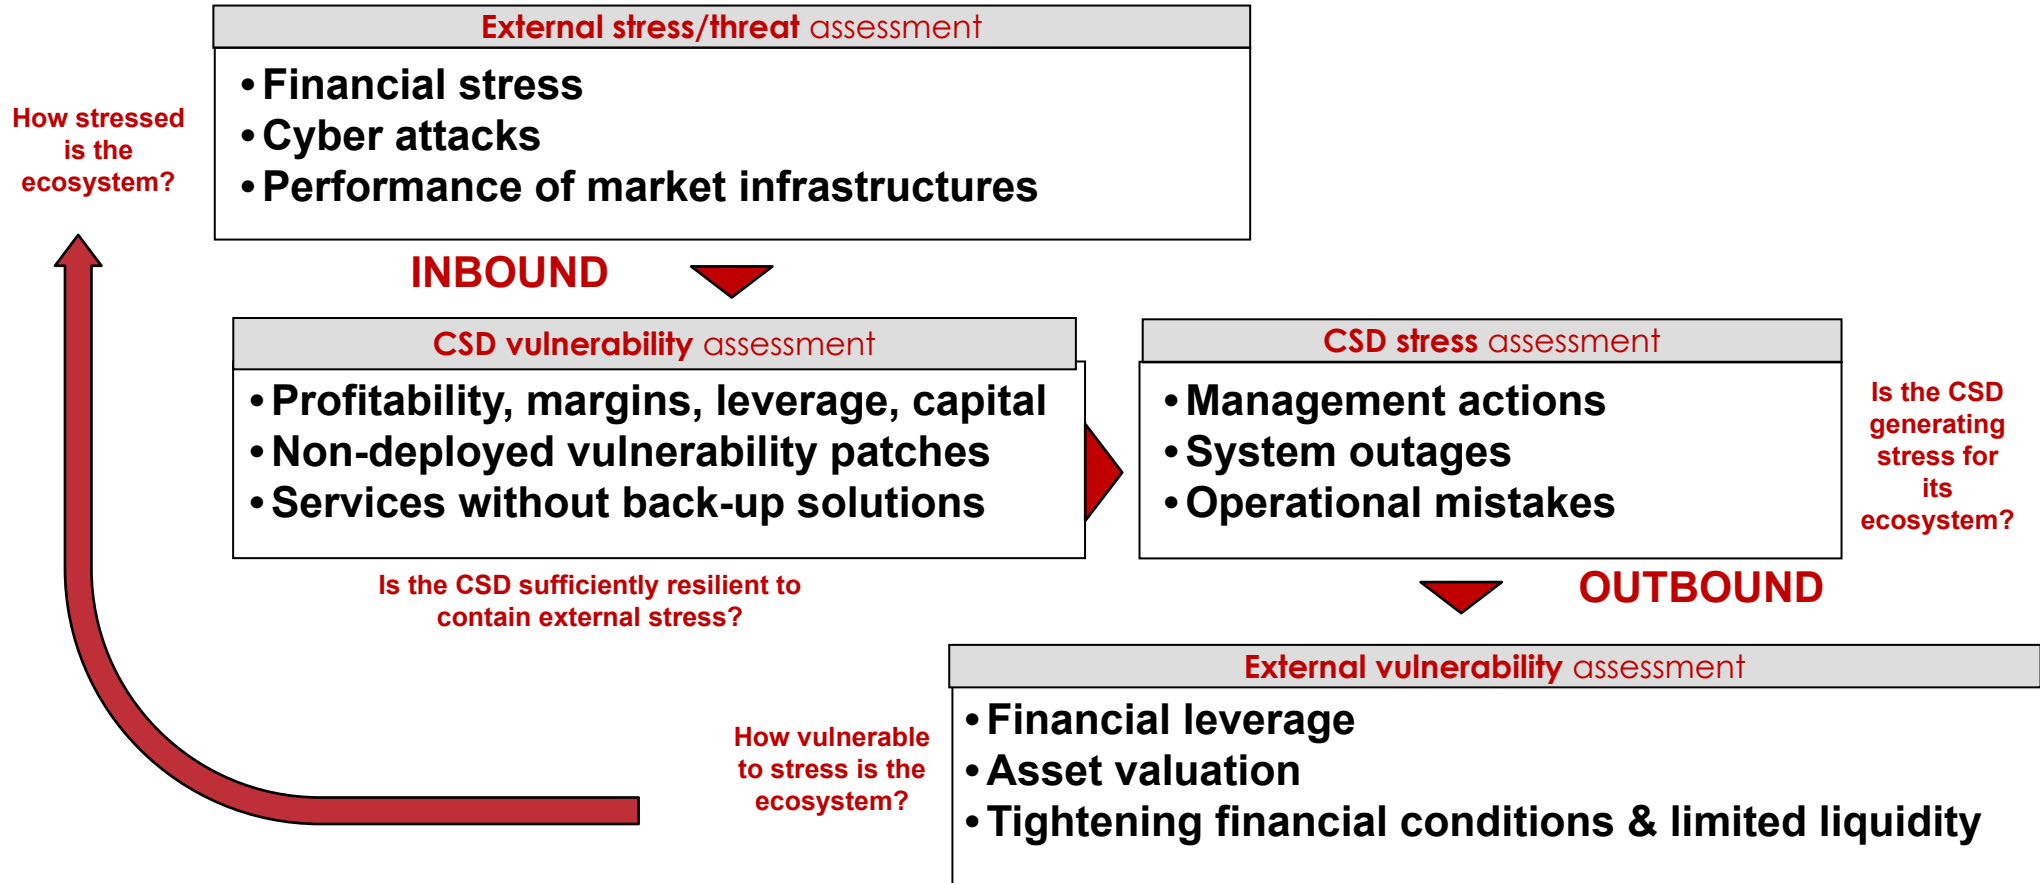 External stress/threat assessment
• Financial stress
• Cyber attacks
• Performance of market infrastructures
How stressed
is the
ecosystem?
INBOUND
CSD vulnerability assessment
• Profitability, margins, leverage, capital
• Non-deployed vulnerability patches
• Services without back-up solutions
Is the CSD sufficiently resilient to
contain external stress?
CSD stress assessment
• Management actions
• System outages
• Operational mistakes
Is the CSD
generating
stress for
its
ecosystem?
OUTBOUND
External vulnerability assessment
• Financial leverage
• Asset valuation
• Tightening financial conditions & limited liquidity
How vulnerable
to stress is the
ecosystem?